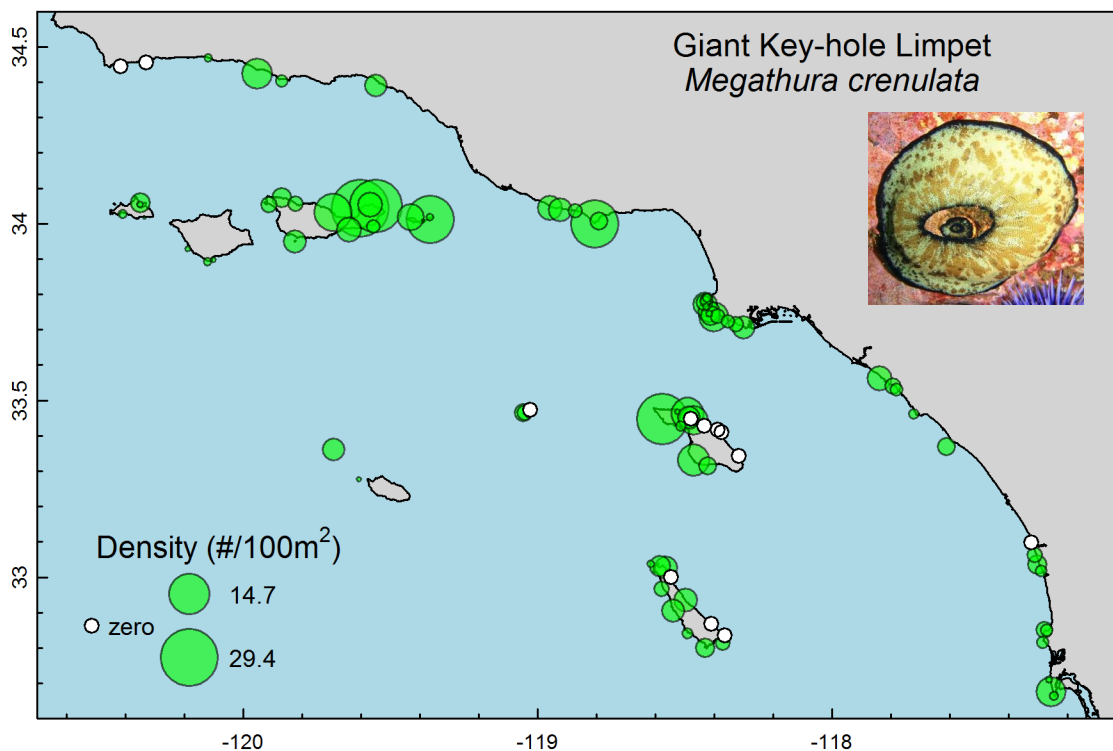 Giant Key-hole Limpet
Megathura crenulata
34.5
34
33.5
33
Density (#/100m²)
14.7
zero
29.4
-120
-119
-118